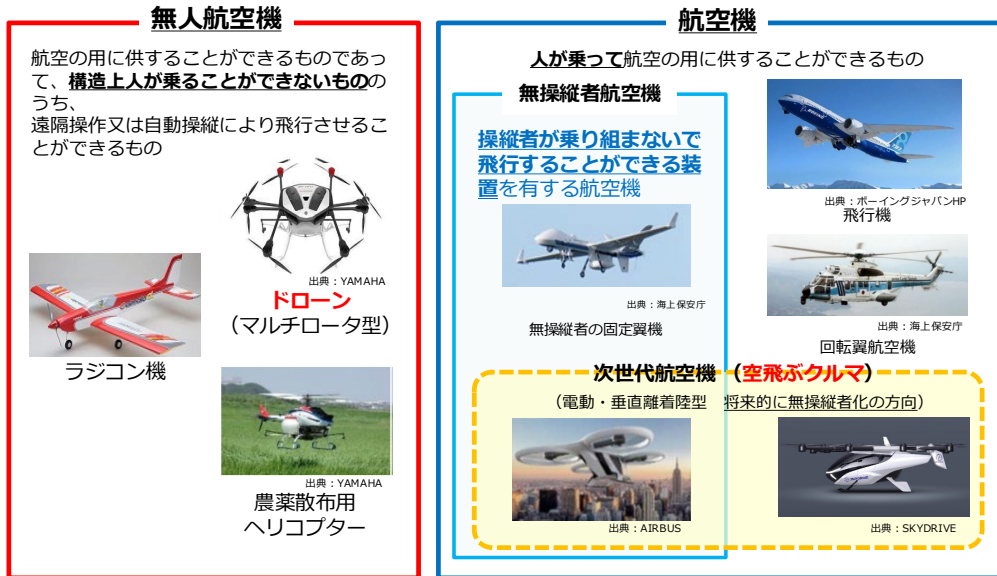 無人航空機
航空の用に供することができるものであっ
て、構造上人が乗ることができないものの
うち、
遠隔操作又は自動操縦により飛行させるこ
とができるもの
出典：YAMAHA
ドローン
（マルチロータ型）
ラジコン機
出典：YAMAHA
農薬散布用
ヘリコプター
航空機
人が乗って航空の用に供することができるもの
無操縦者航空機
操縦者が乗り組まないで
飛行することができる装
置を有する航空機
出典：海上保安庁
無操縦者の固定翼機
出典：ボーイングジャパンHP
飛行機
出典：海上保安庁
回転翼航空機
次世代航空機（空飛ぶクルマ）
（電動・垂直離着陸型　将来的に無操縦者化の方向）
出典：AIRBUS
出典：SKYDRIVE